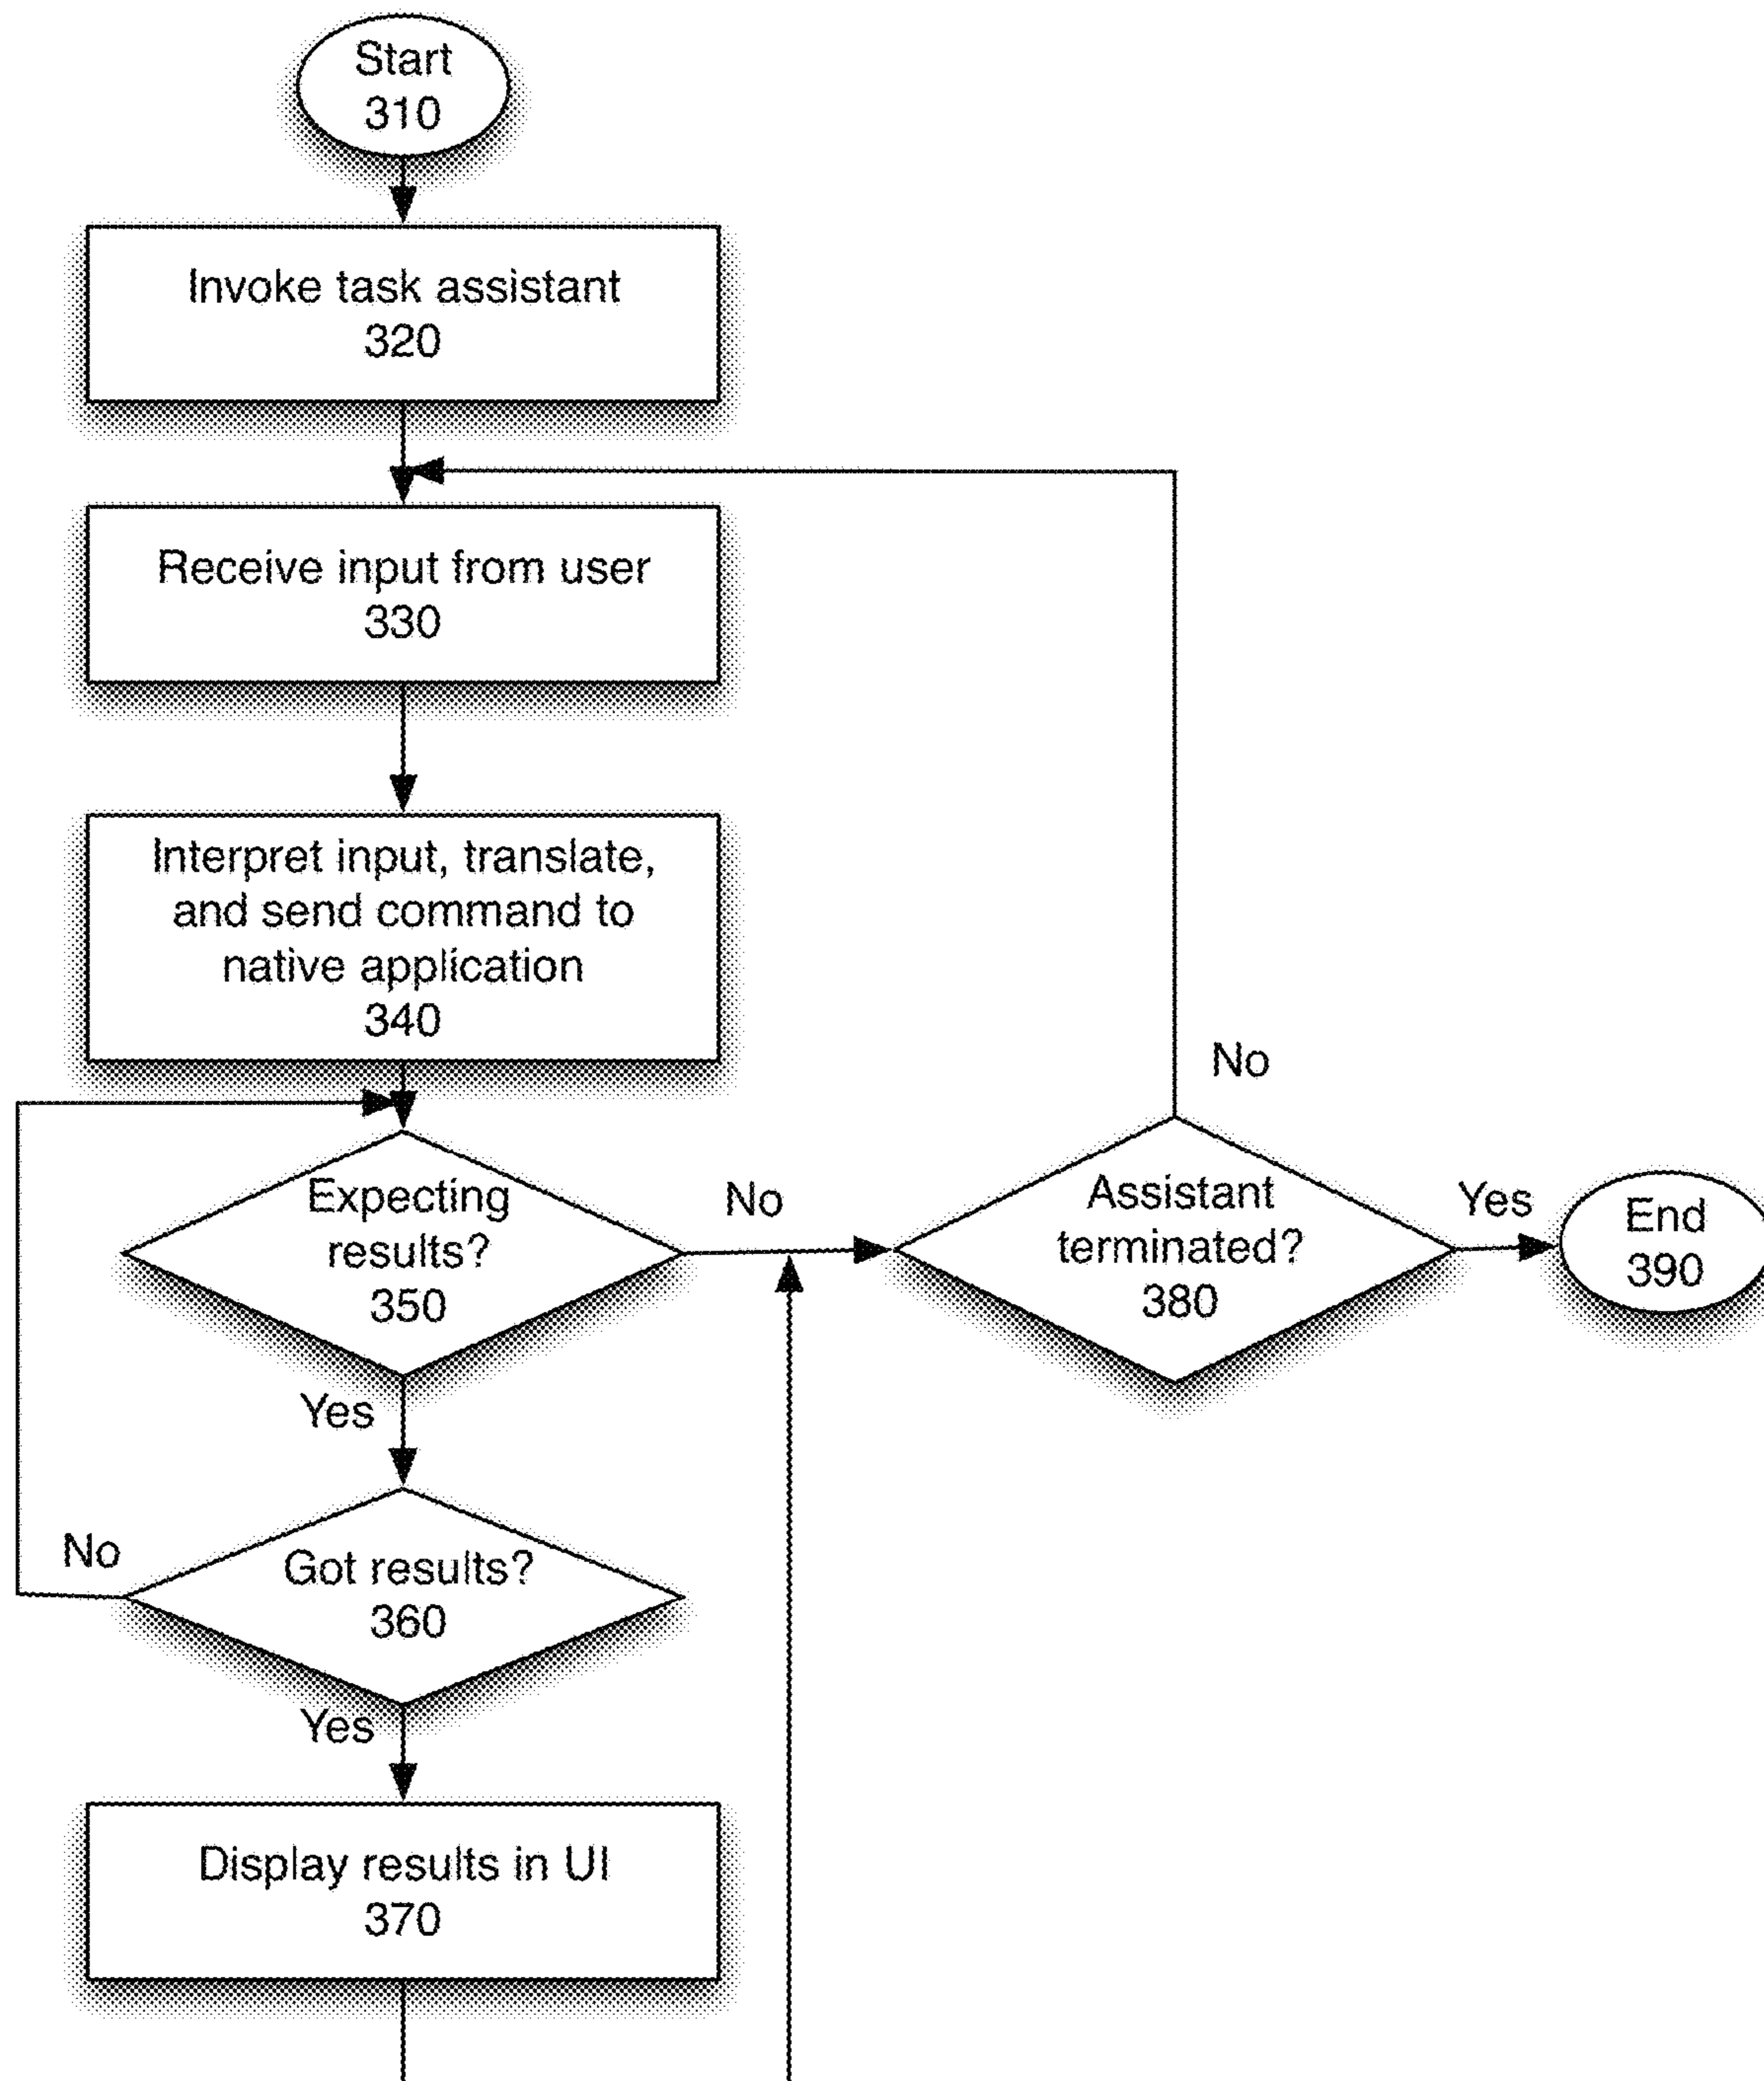 Start
310
Invoke task assistant
320
Receive input from user
330
Interpret input, translate,
and send command to
native application
340
No
Expecting
results?
350
No
Assistant
terminated?
380
Yes
End
390
Yes
No
Got results?
360
Yes
Display results in UI
370